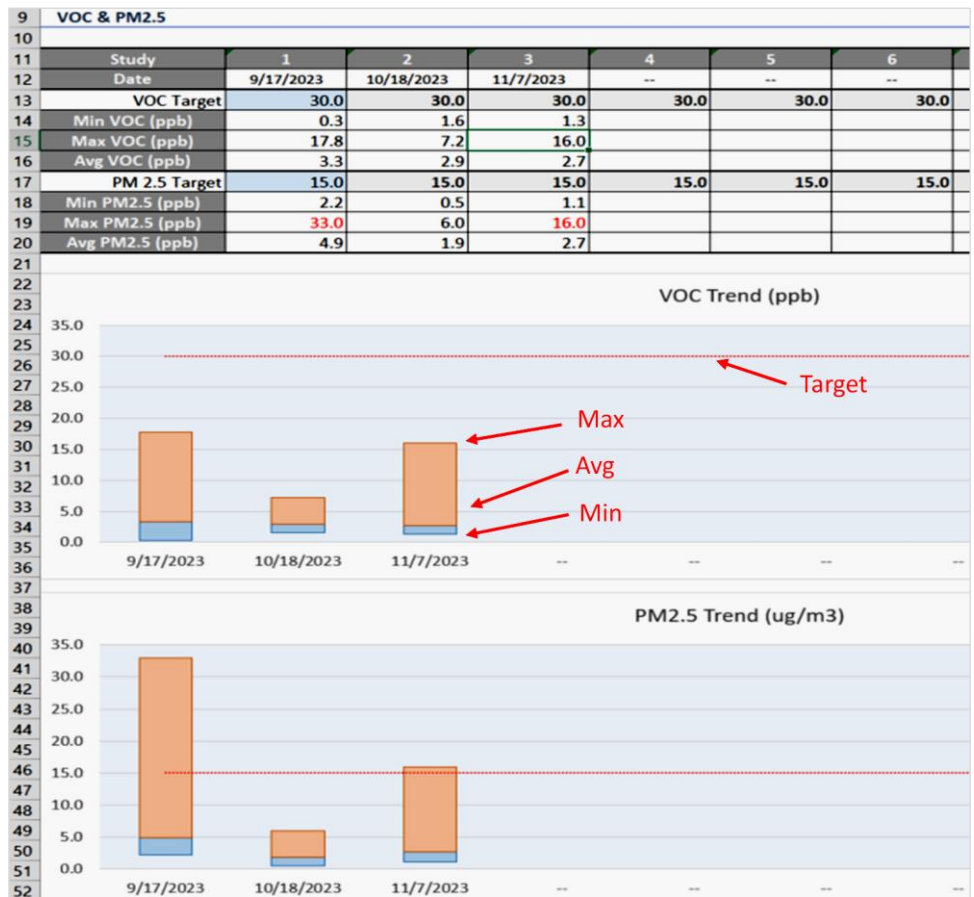 9 VOC & PM2.5
10
11 Study 1 2 3 4 5 6
12 Date 9/17/2023 10/18/2023 11/7/2023 -- -- --
13 VOC Target 30.0 30.0 30.0 30.0 30.0 30.0
14 Min VOC (ppb) 0.3 1.6 1.3
15 Max VOC (ppb) 17.8 7.2 16.0
16 Avg VOC (ppb) 3.3 2.9 2.7
17 PM 2.5 Target 15.0 15.0 15.0 15.0 15.0 15.0
18 Min PM2.5 (ppb) 2.2 0.5 1.1
19 Max PM2.5 (ppb) 33.0 6.0 16.0
20 Avg PM2.5 (ppb) 4.9 1.9 2.7
21
22
23 VOC Trend (ppb)
24 35.0
25
26 30.0
27 25.0 Target
28
29 20.0 Max
30 15.0
31 Avg
32 10.0
33 5.0 Min
34
35 0.0
36 9/17/2023 10/18/2023 11/7/2023 -- -- -- --
37
38
39 PM2.5 Trend (ug/m3)
40 35.0
41
42 30.0
43 25.0
44
45 20.0
46 15.0
47
48 10.0
49 5.0
50
51 0.0
52 9/17/2023 10/18/2023 11/7/2023 -- -- -- --